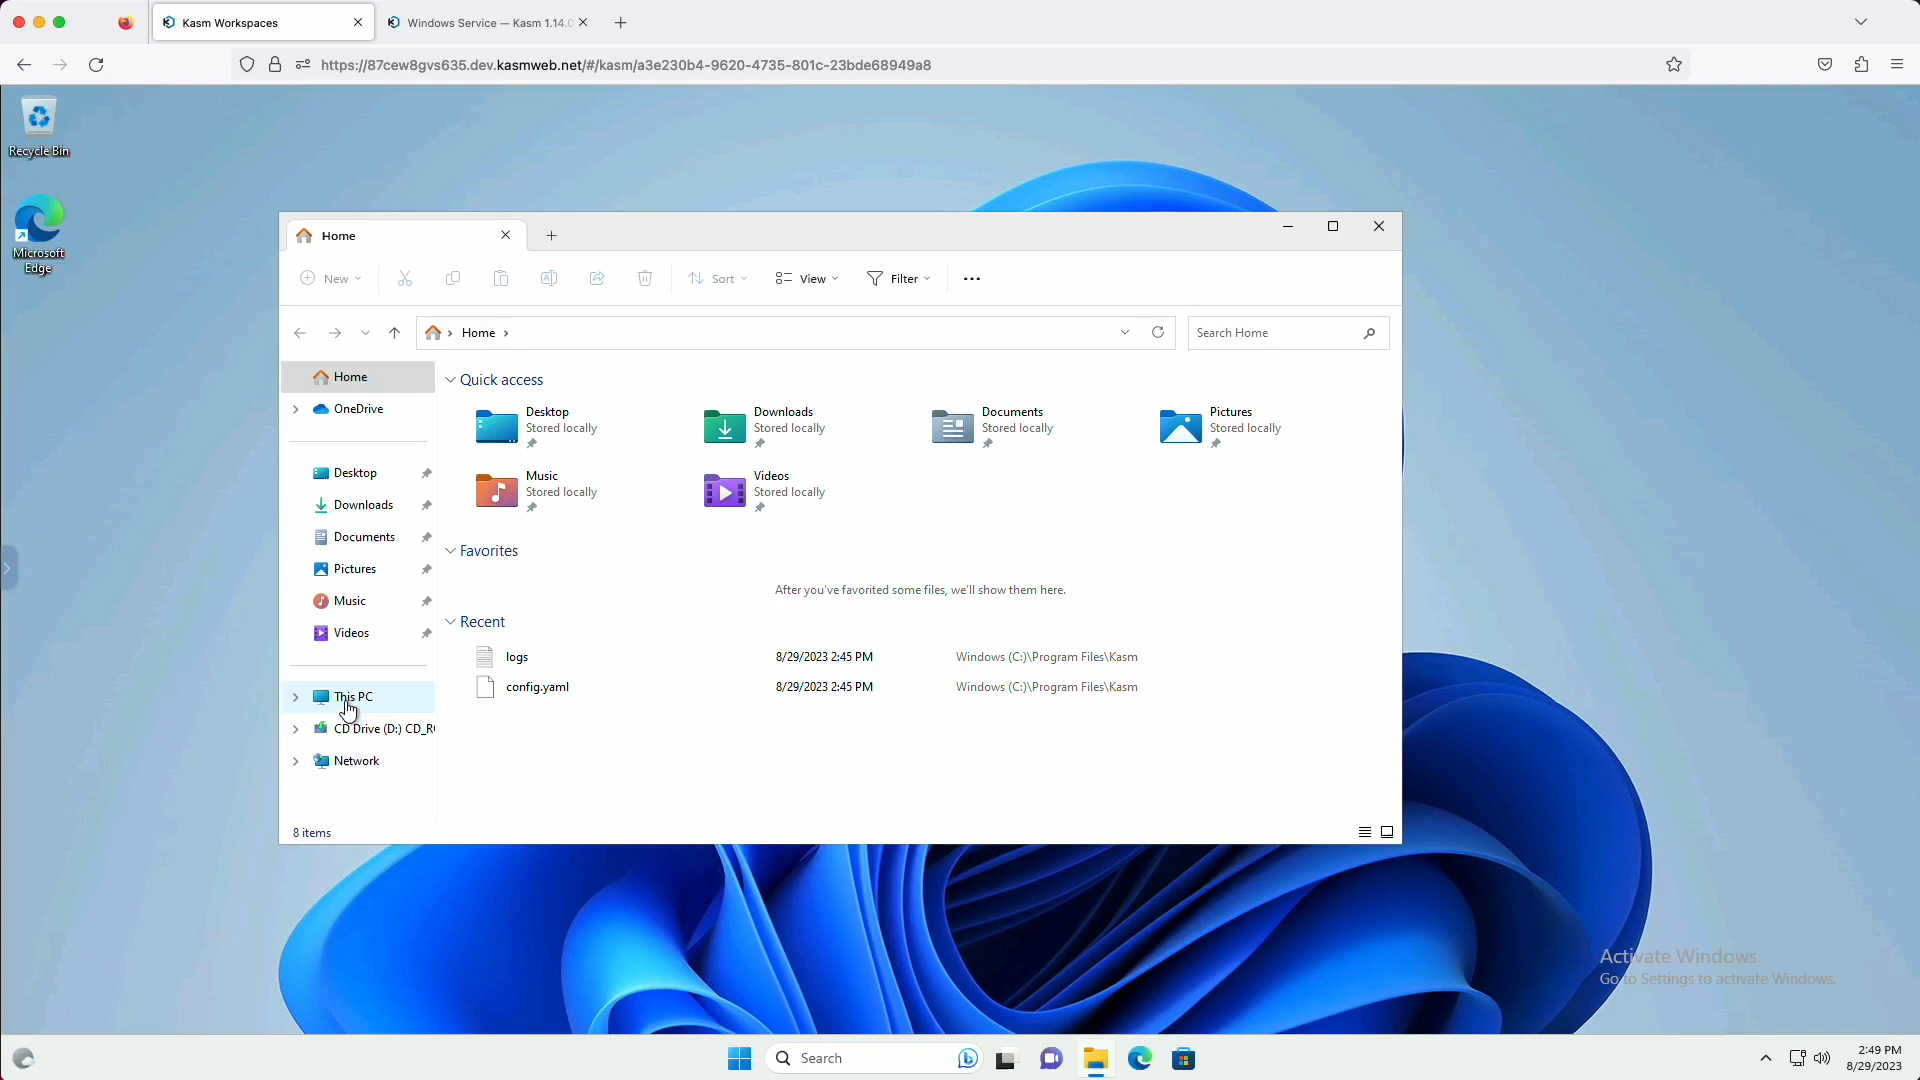 Kasm Workspaces
Windows Service — Kasm 1.14.0
https://87cew8gvs635.dev.kasmweb.net/#/kasm/a3e230b4-9620-4735-801c-23bde68949a8
Recycle Bin
Microsoft
Edge
Home
New
Sort
View
Filter
Home
Search Home
Home
OneDrive
Desktop
Downloads
Documents
Pictures
Music
Videos
This PC
CD Drive (D:) CD_R
Network
Quick access
Desktop
Stored locally
Downloads
Stored locally
Documents
Stored locally
Pictures
Stored locally
Music
Stored locally
Videos
Stored locally
Favorites
After you've favorited some files, we'll show them here.
Recent
logs 8/29/2023 2:45 PM Windows (C:)\Program Files\Kasm
config.yaml 8/29/2023 2:45 PM Windows (C:)\Program Files\Kasm
8 items
Activate Windows
Go to Settings to activate Windows.
Search
2:49 PM
8/29/2023